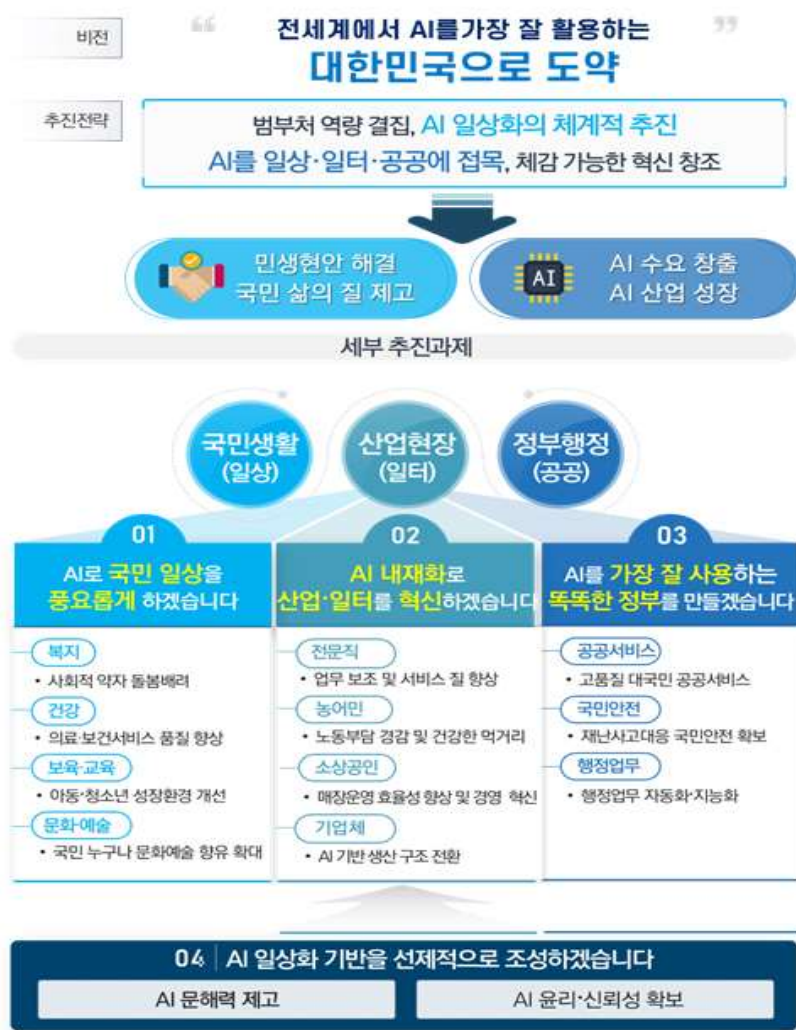 비전
“ 전세계에서 AI를가장 잘 활용하는 ”
대한민국으로 도약
추진전략
범부처 역량 결집, AI 일상화의 체계적 추진
AI를 일상·일터·공공에 접목, 체감 가능한 혁신 창조
민생현안 해결
국민 삶의 질 제고
AI
AI 수요 창출
AI 산업 성장
세부 추진과제
국민생활
(일상)
산업현장
(일터)
정부행정
(공공)
01
AI로 국민 일상을
풍요롭게 하겠습니다
복지
• 사회적 약자 돌봄배려
건강
• 의료·보건서비스 품질 향상
보육·교육
• 아동·청소년 성장환경 개선
문화·예술
• 국민 누구나 문화예술 향유 확대
02
AI 내재화로
산업·일터를 혁신하겠습니다
전문직
• 업무 보조 및 서비스 질 향상
농어민
• 노동부담 경감 및 건강한 먹거리
소상공인
• 매장운영 효율성 향상 및 경영 혁신
기업체
• AI 기반 생산 구조 전환
03
AI를 가장 잘 사용하는
똑똑한 정부를 만들겠습니다
공공서비스
• 고품질 대국민 공공서비스
국민안전
• 재난사고대응 국민안전 확보
행정업무
• 행정업무 자동화·지능화
04 | AI 일상화 기반을 선제적으로 조성하겠습니다
AI 문해력 제고
AI 윤리·신뢰성 확보